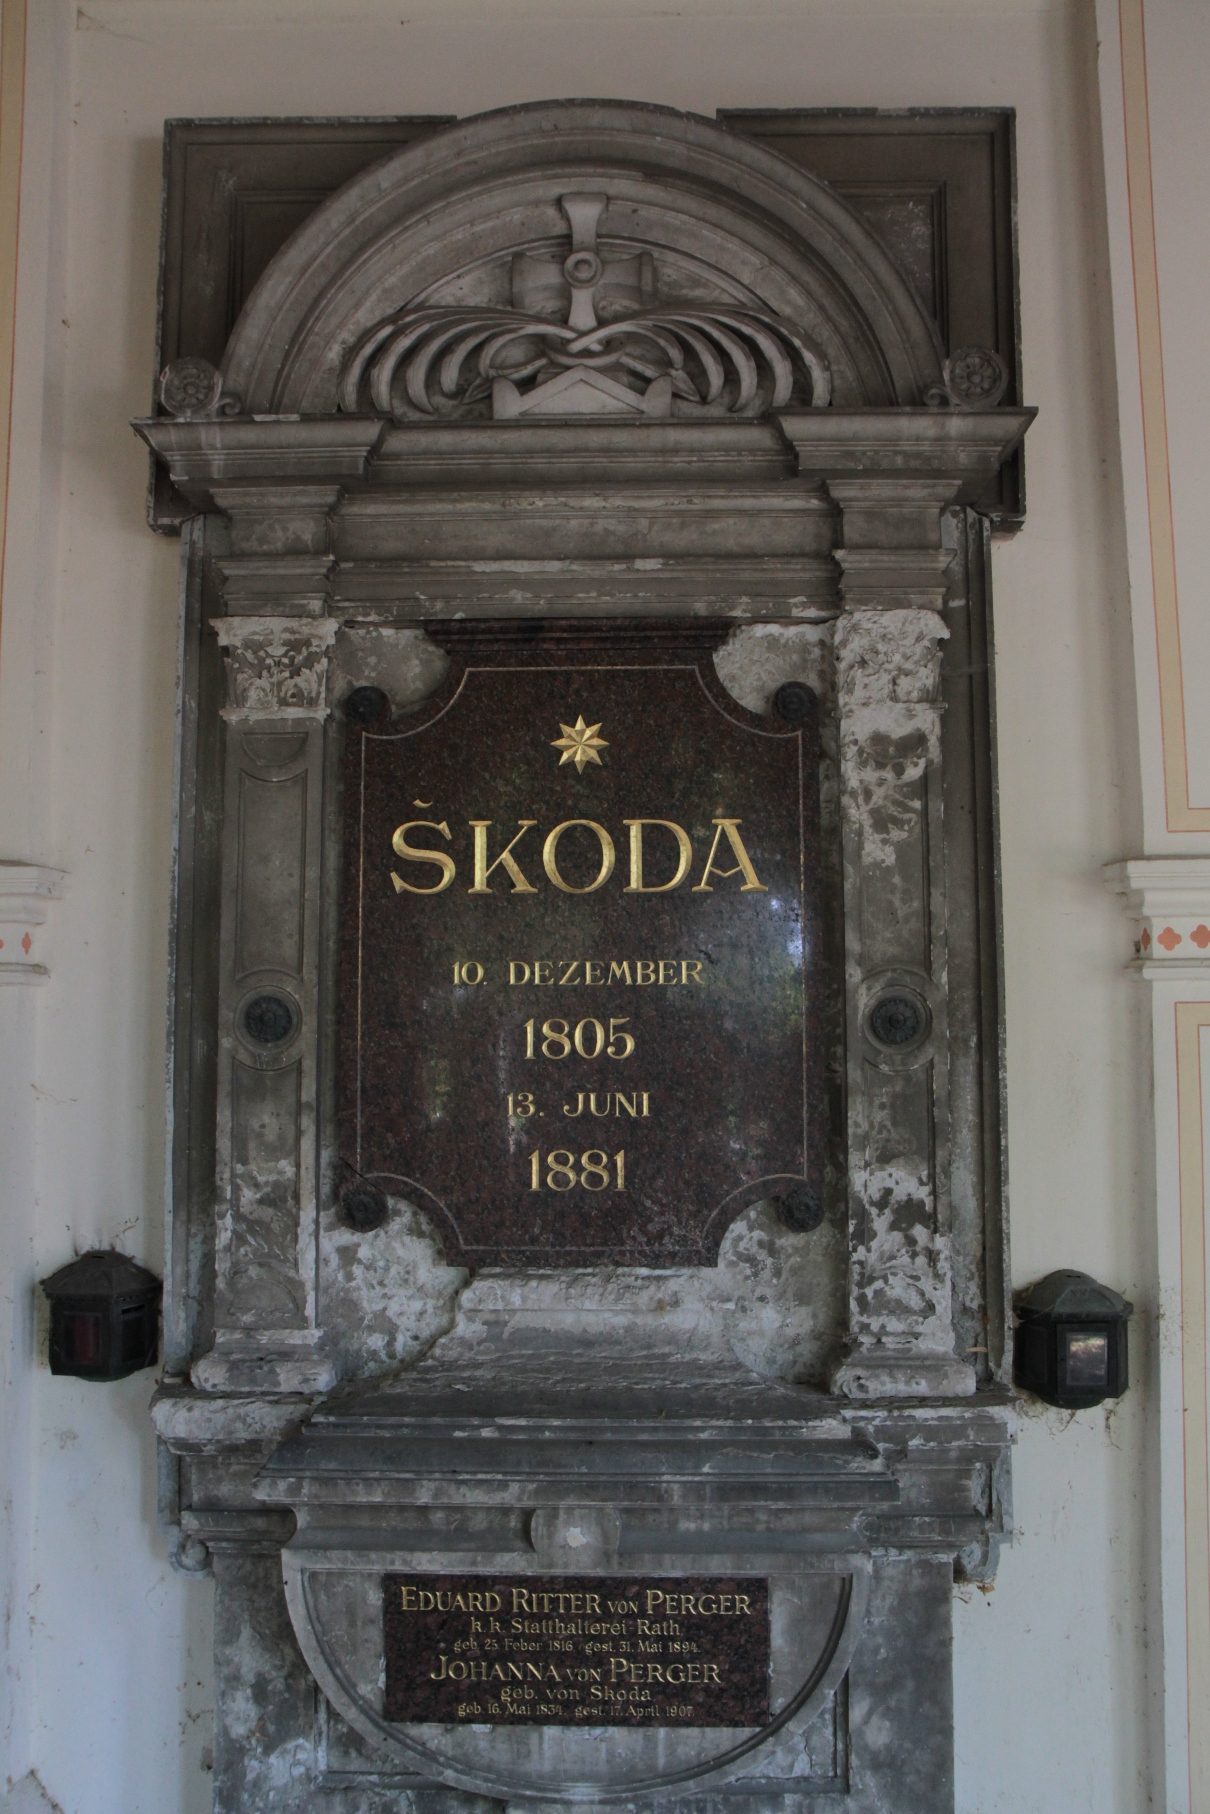 ŠKODA
10. DEZEMBER
1805
13. JUNI
1881
EDUARD RITTER VON PERGER
k.k. Statthalterei-Rath
geb. 25. Feber 1816 gest. 31. Mai 1894.
JOHANNA VON PERGER
geb. von Škoda
geb. 16. Mai 1834. gest. 17. April 1907.